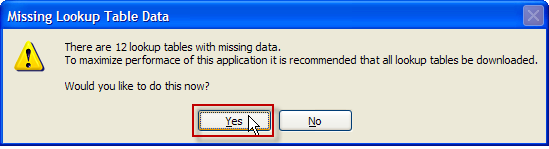 Missing Lookup Table Data
There are 12 lookup tables with missing data.
To maximize performace of this application it is recommended that all lookup tables be downloaded.
Would you like to do this now?
Yes No